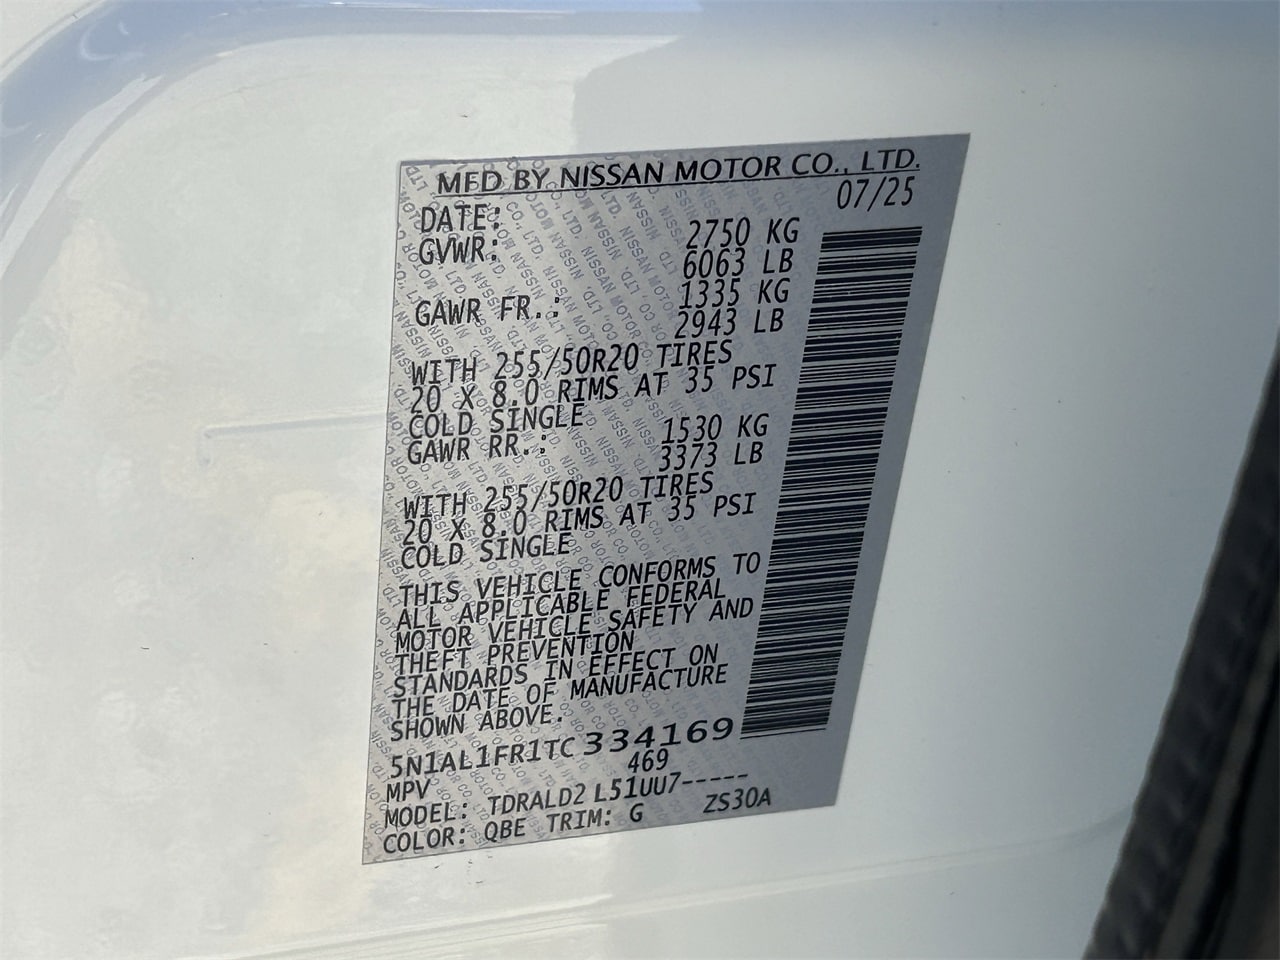 MFD BY NISSAN MOTOR CO., LTD.
DATE: 07/25
GVWR: 2750 KG
6063 LB
GAWR FR.: 1335 KG
2943 LB
WITH 255/50R20 TIRES
20 X 8.0 RIMS AT 35 PSI
COLD SINGLE
GAWR RR.: 1530 KG
3373 LB
WITH 255/50R20 TIRES
20 X 8.0 RIMS AT 35 PSI
COLD SINGLE
THIS VEHICLE CONFORMS TO
ALL APPLICABLE FEDERAL
MOTOR VEHICLE SAFETY AND
THEFT PREVENTION
STANDARDS IN EFFECT ON
THE DATE OF MANUFACTURE
SHOWN ABOVE.
5N1AL1FR1TC334169
MPV 469
MODEL: TDRALD2 L51UU7-----
COLOR: QBE TRIM: G ZS30A